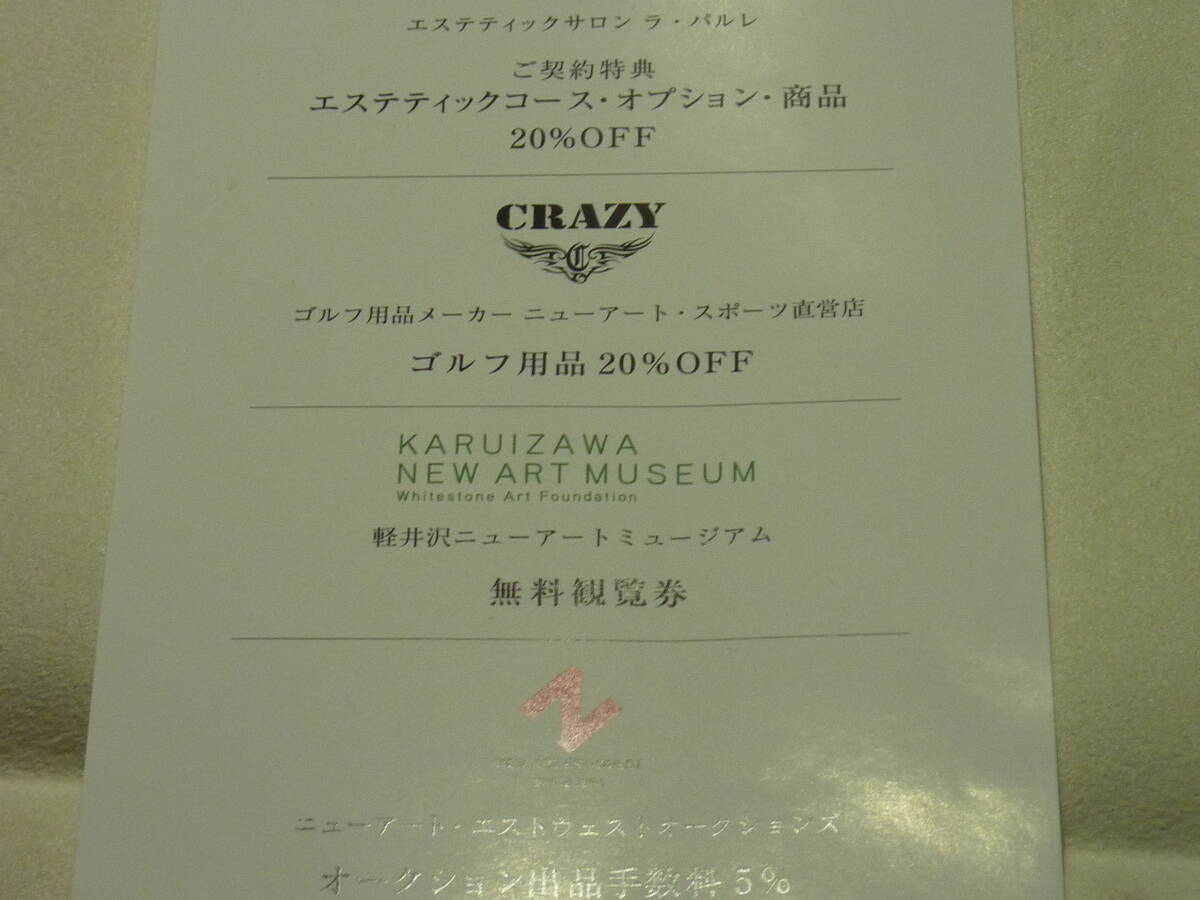 エステティックサロン ラ・パルレ
ご契約特典
エステティックコース・オプション・商品
20%OFF
CRAZY
C
ゴルフ用品メーカー ニューアート・スポーツ直営店
ゴルフ用品 20%OFF
KARUIZAWA
NEW ART MUSEUM
Whitestone Art Foundation
軽井沢ニューアートミュージアム
無料観覧券
ニューアート・エストウェストオークションズ
オークション出品手数料 5%